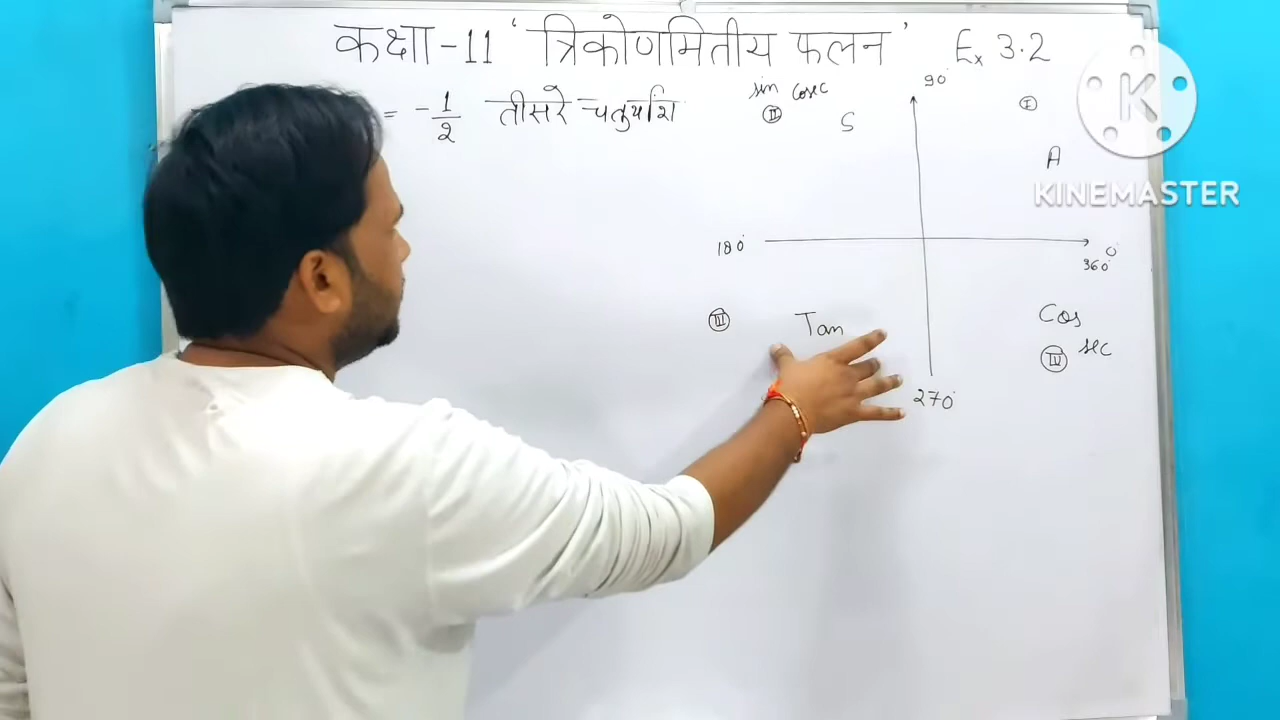 कक्षा -11 ‘त्रिकोणमितीय फलन’ Ex 3.2
= -1/2 तीसरे चतुर्थांश
sin cosec
90°
II
S
I
A
K
KINEMASTER
180°
0°
360°
III
Tan
Cos
IV sec
270°